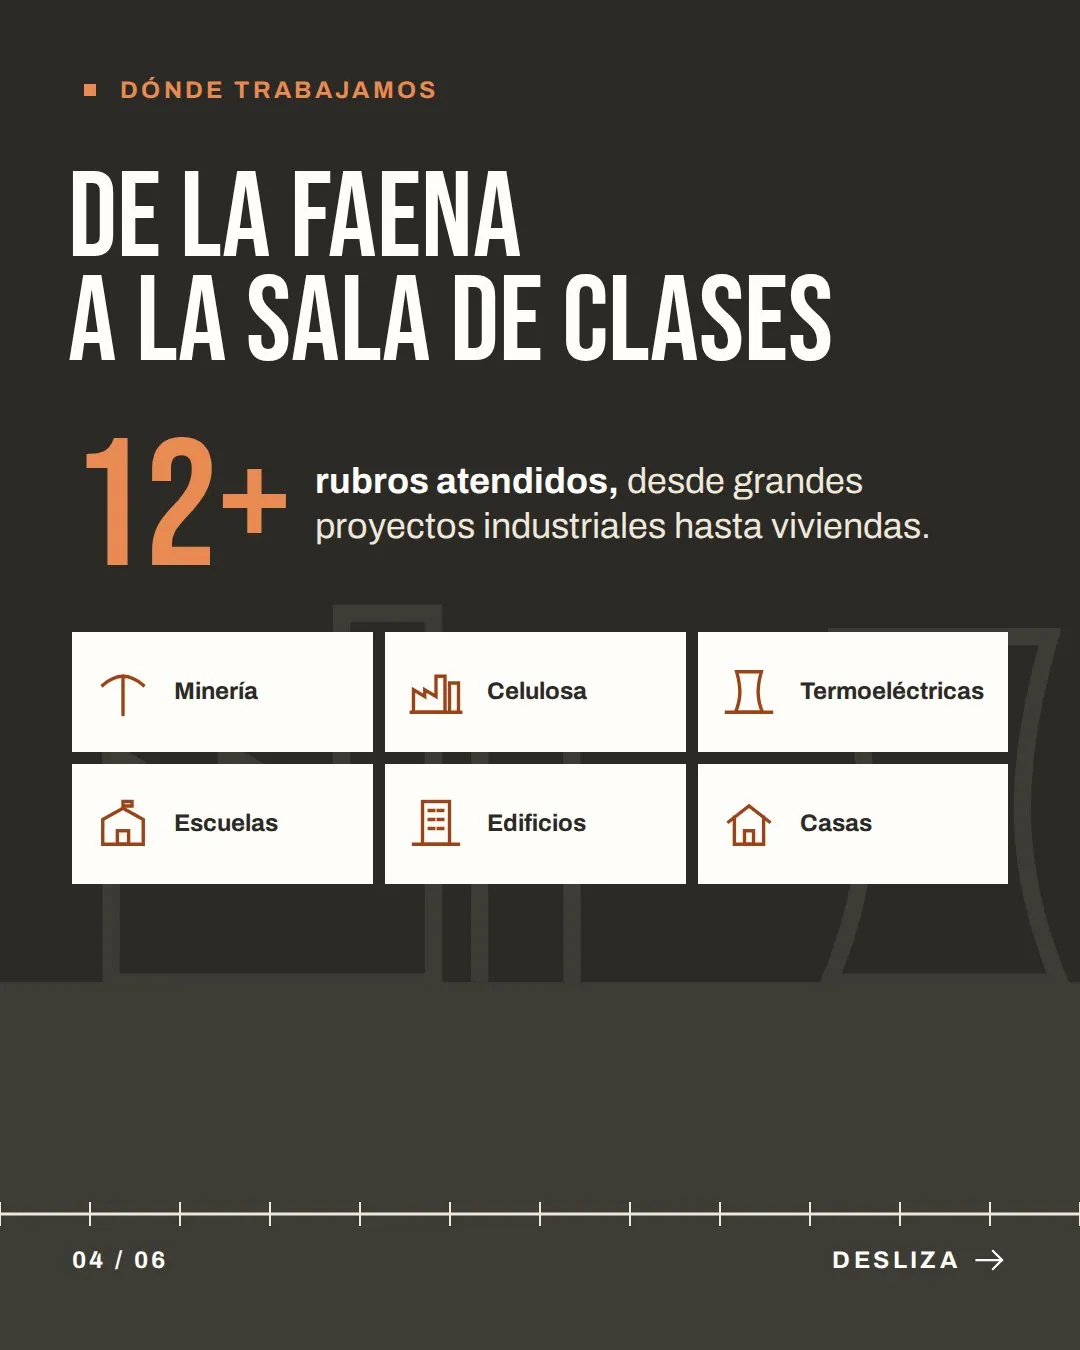 DÓNDE TRABAJAMOS
DE LA FAENA
A LA SALA DE CLASES
12+
rubros atendidos, desde grandes
proyectos industriales hasta viviendas.
Minería
Celulosa
Termoeléctricas
Escuelas
Edificios
Casas
04 / 06
DESLIZA →